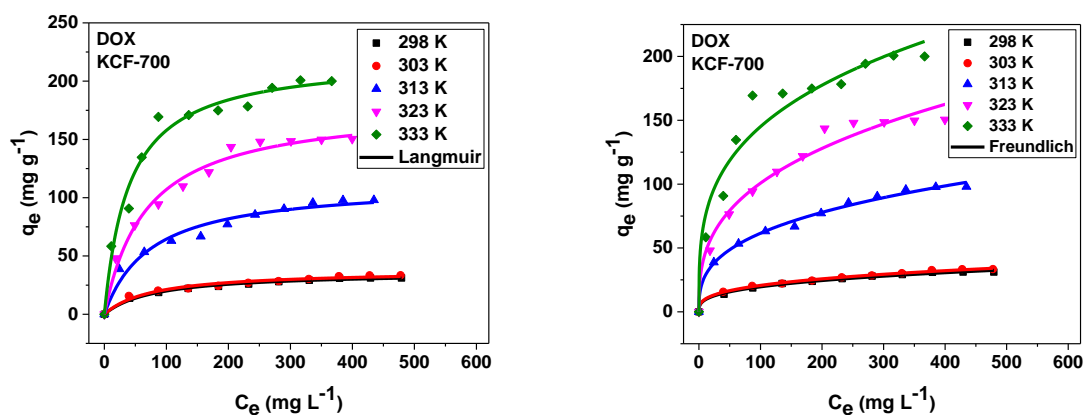 DOX
KCF-700
298 K
303 K
313 K
323 K
333 K
Langmuir
250
200
150
100
50
0
qe (mg g-1)
0 100 200 300 400 500 600
Ce (mg L-1)
DOX
KCF-700
298 K
303 K
313 K
323 K
333 K
Freundlich
200
150
100
50
0
qe (mg g-1)
0 100 200 300 400 500 600
Ce (mg L-1)